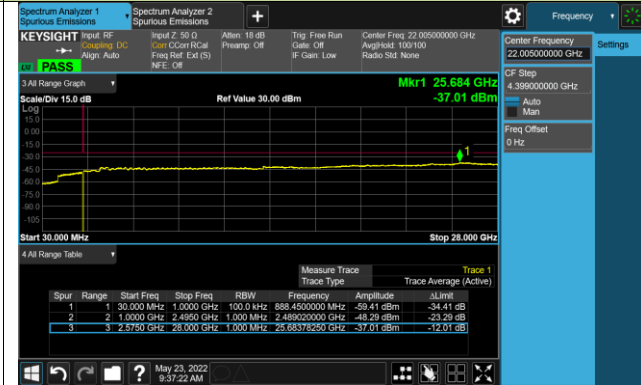 Spectrum Analyzer 1
Spurious Emissions
Spectrum Analyzer 2
Spurious Emissions
+
Frequency
KEYSIGHT
Input: RF
Coupling: DC
Align: Auto
Input Z: 50 Ω
Corr CCorr RCal
Freq Ref: Ext (S)
NFE: Off
Atten: 18 dB
Preamp: Off
Trig: Free Run
Gate: Off
IF Gain: Low
Center Freq: 22.005000000 GHz
Avg|Hold: 100/100
Radio Std: None
LXI
PASS
Center Frequency
22.005000000 GHz
Settings
CF Step
4.399000000 GHz
Auto
Man
Freq Offset
0 Hz
3 All Range Graph
Mkr1 25.684 GHz
Scale/Div 15.0 dB
Ref Value 30.00 dBm
-37.01 dBm
Log
15.0
0.00
-15.0
-30.0
-45.0
-60.0
-75.0
-90.0
-105
1
Start 30.000 MHz
Stop 28.000 GHz
4 All Range Table
Measure Trace Trace 1
Trace Type Trace Average (Active)
Spur Range Start Freq Stop Freq RBW Frequency Amplitude ΔLimit
1 1 30.000 MHz 1.0000 GHz 100.0 kHz 888.4500000 MHz -59.41 dBm -34.41 dB
2 2 1.0000 GHz 2.4950 GHz 1.000 MHz 2.489020000 GHz -48.29 dBm -23.29 dB
3 3 2.5750 GHz 28.000 GHz 1.000 MHz 25.68378250 GHz -37.01 dBm -12.01 dB
?
May 23, 2022
9:37:22 AM